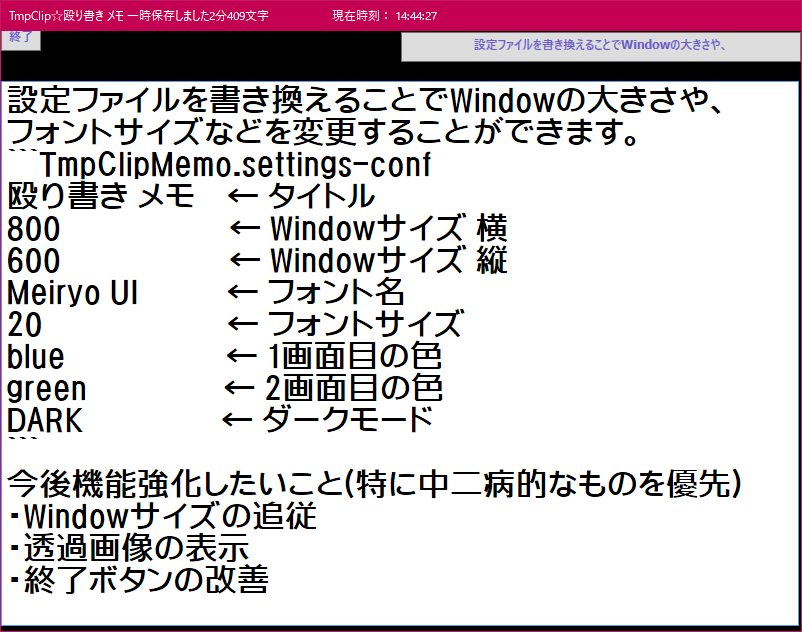 TmpClip☆殴り書き メモ 一時保存しました2分409文字 現在時刻： 14:44:27
終了
設定ファイルを書き換えることでWindowの大きさや、
設定ファイルを書き換えることでWindowの大きさや、
フォントサイズなどを変更することができます。
```TmpClipMemo.settings-conf
殴り書き メモ ← タイトル
800 ← Windowサイズ 横
600 ← Windowサイズ 縦
Meiryo UI ← フォント名
20 ← フォントサイズ
blue ← 1画面目の色
green ← 2画面目の色
DARK ← ダークモード
```
今後機能強化したいこと(特に中二病的なものを優先)
・Windowサイズの追従
・透過画像の表示
・終了ボタンの改善